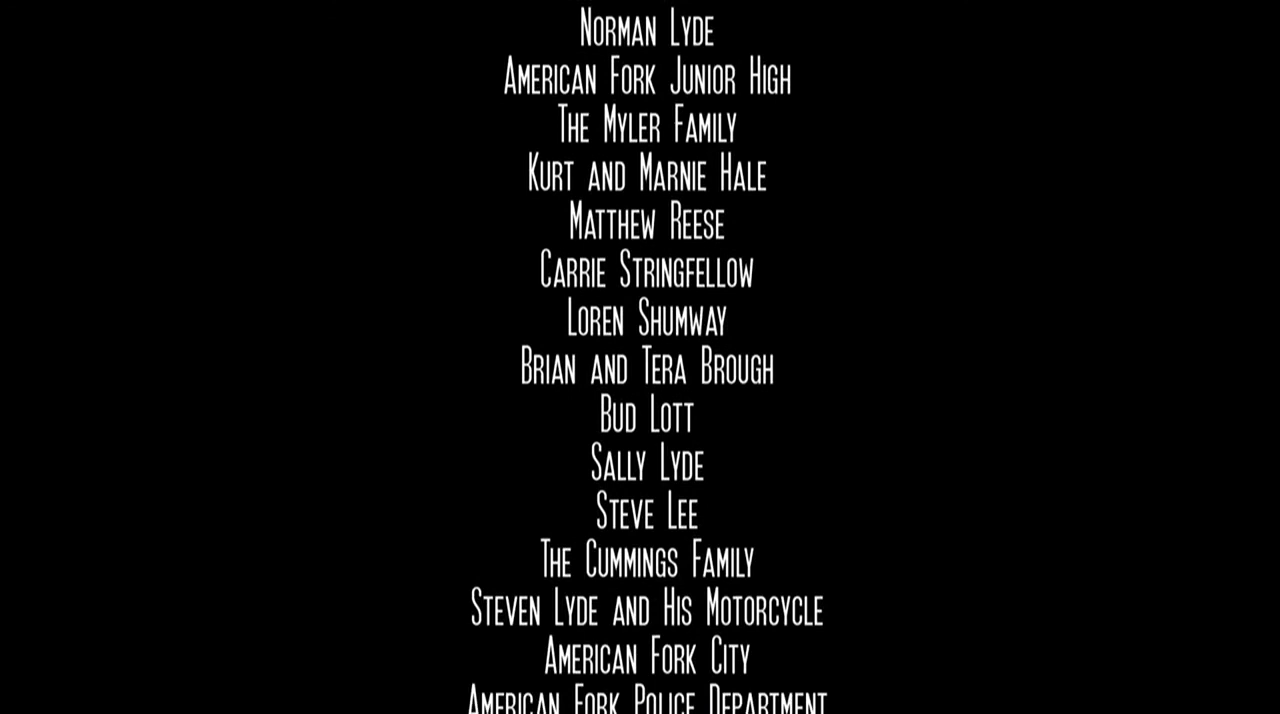 Norman Lyde
American Fork Junior High
The Myler Family
Kurt and Marnie Hale
Matthew Reese
Carrie Stringfellow
Loren Shumway
Brian and Tera Brough
Bud Lott
Sally Lyde
Steve Lee
The Cummings Family
Steven Lyde and His Motorcycle
American Fork City
American Fork Police Department